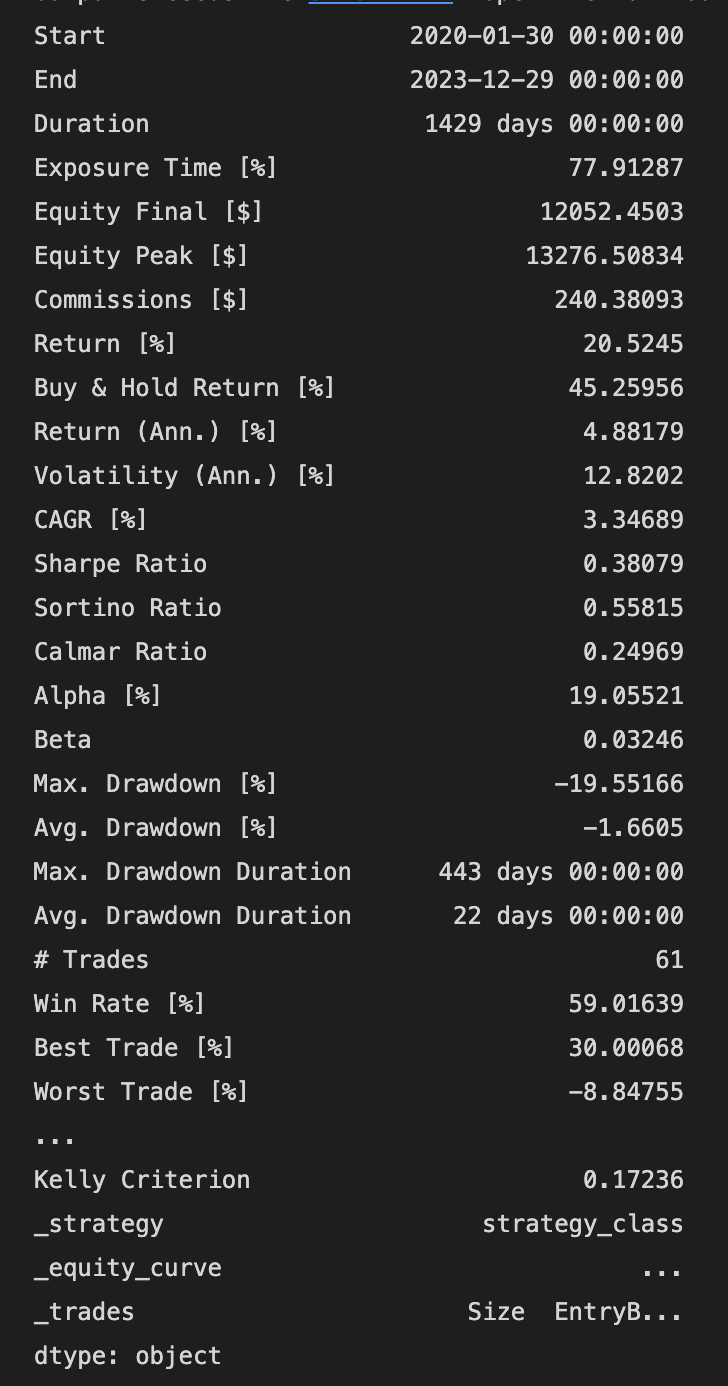 Start 2020-01-30 00:00:00
End 2023-12-29 00:00:00
Duration 1429 days 00:00:00
Exposure Time [%] 77.91287
Equity Final [$] 12052.4503
Equity Peak [$] 13276.50834
Commissions [$] 240.38093
Return [%] 20.5245
Buy & Hold Return [%] 45.25956
Return (Ann.) [%] 4.88179
Volatility (Ann.) [%] 12.8202
CAGR [%] 3.34689
Sharpe Ratio 0.38079
Sortino Ratio 0.55815
Calmar Ratio 0.24969
Alpha [%] 19.05521
Beta 0.03246
Max. Drawdown [%] -19.55166
Avg. Drawdown [%] -1.6605
Max. Drawdown Duration 443 days 00:00:00
Avg. Drawdown Duration 22 days 00:00:00
# Trades 61
Win Rate [%] 59.01639
Best Trade [%] 30.00068
Worst Trade [%] -8.84755
...
Kelly Criterion 0.17236
_strategy strategy_class
_equity_curve ...
_trades Size EntryB...
dtype: object